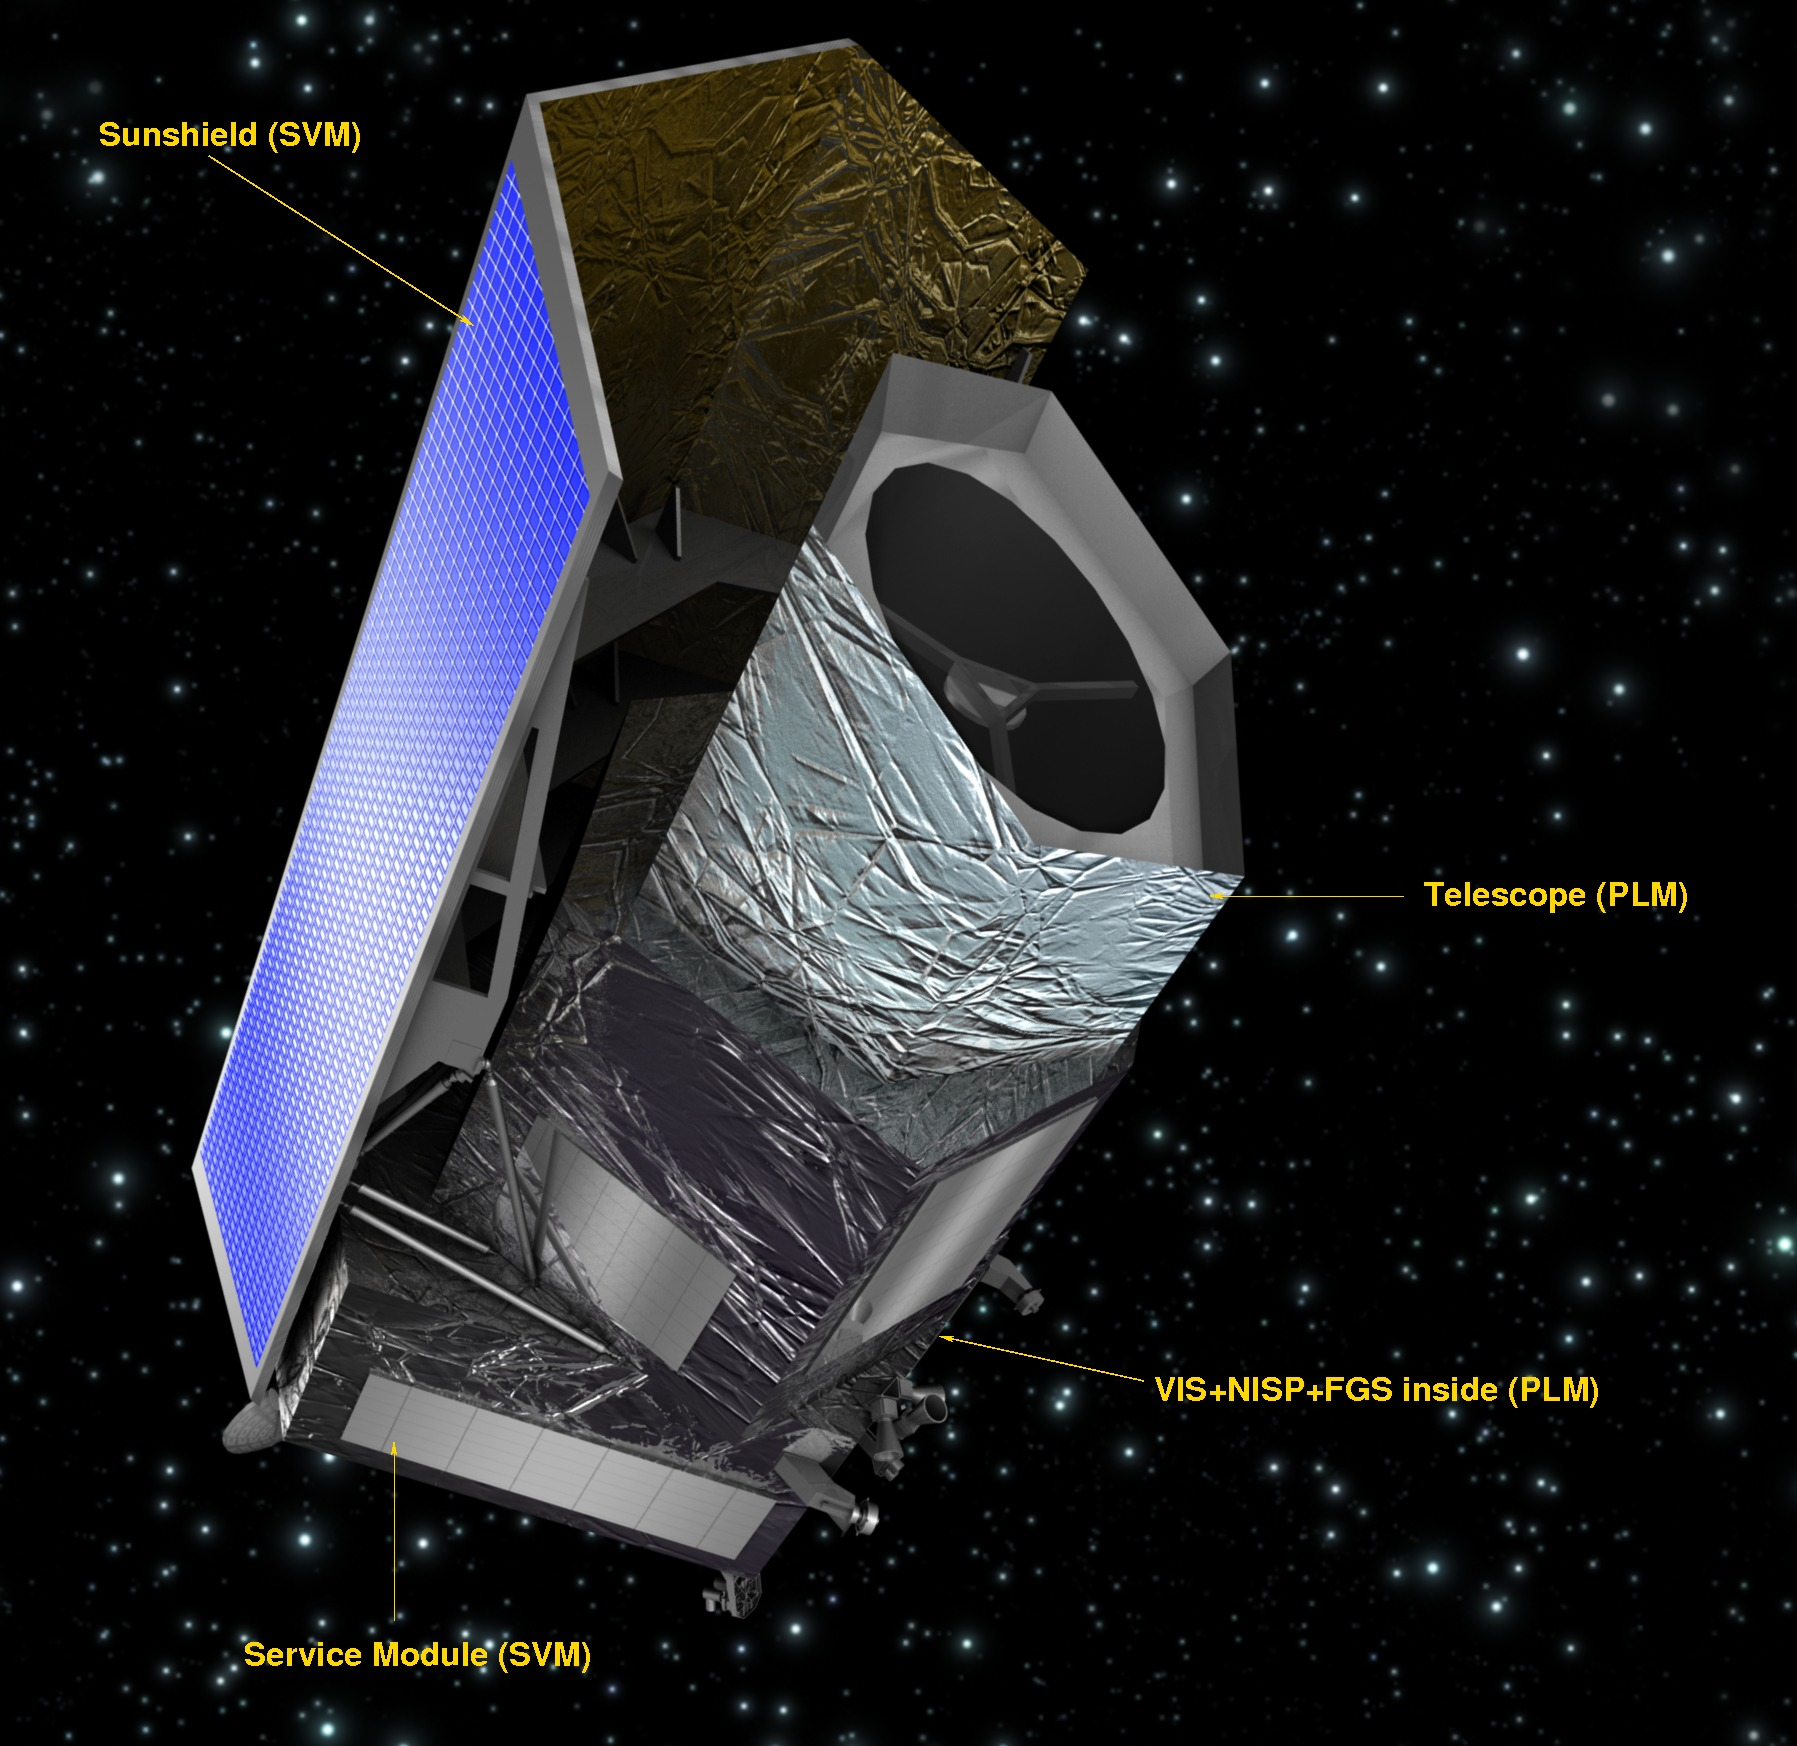 Sunshield (SVM)
Telescope (PLM)
VIS+NISP+FGS inside (PLM)
Service Module (SVM)